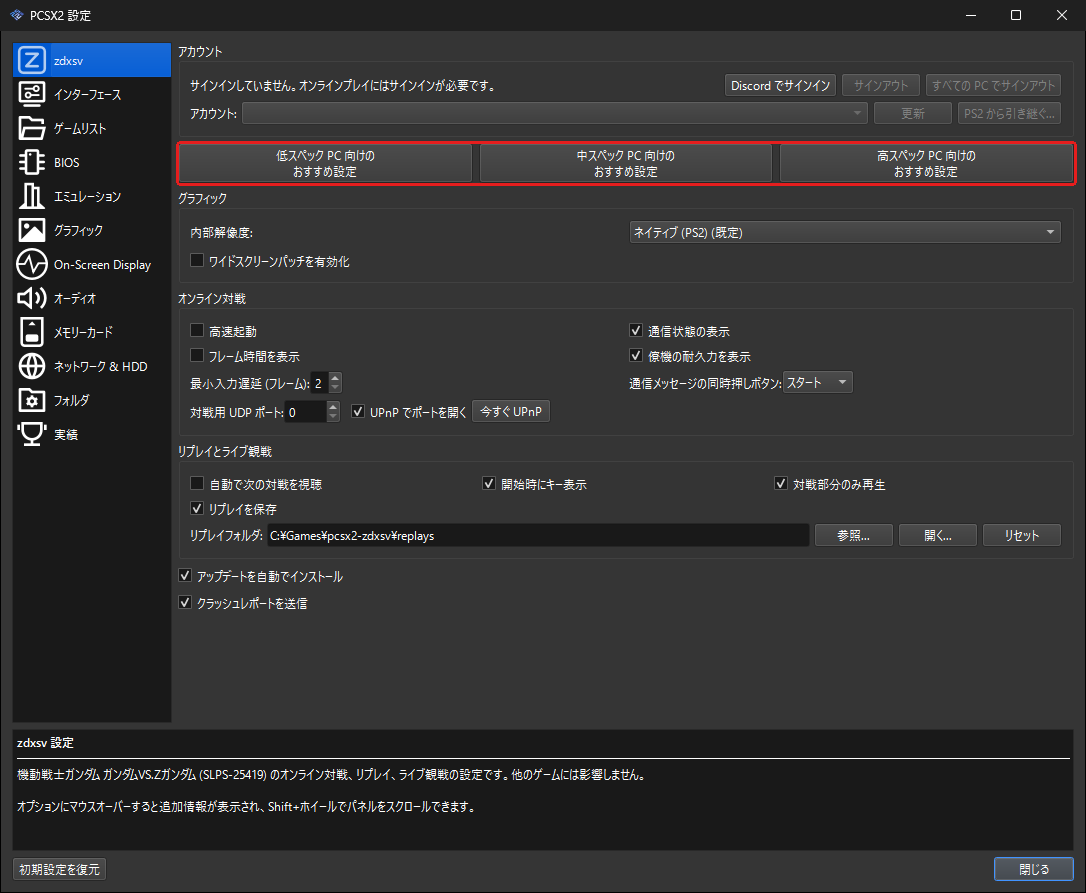 PCSX2 設定
zdxsv
インターフェース
ゲームリスト
BIOS
エミュレーション
グラフィック
On-Screen Display
オーディオ
メモリーカード
ネットワーク & HDD
フォルダ
実績
アカウント
サインインしていません。オンラインプレイにはサインインが必要です。
Discord でサインイン
サインアウト
すべての PC でサインアウト
アカウント:
更新
PS2 から引き継ぐ...
低スペック PC 向けの
おすすめ設定
中スペック PC 向けの
おすすめ設定
高スペック PC 向けの
おすすめ設定
グラフィック
内部解像度:
ネイティブ (PS2) (既定)
ワイドスクリーンパッチを有効化
オンライン対戦
高速起動
通信状態の表示
フレーム時間を表示
僚機の耐久力を表示
最小入力遅延 (フレーム): 2
通信メッセージの同時押しボタン: スタート
対戦用 UDP ポート: 0
UPnP でポートを開く
今すぐ UPnP
リプレイとライブ観戦
自動で次の対戦を視聴
開始時にキー表示
対戦部分のみ再生
リプレイを保存
リプレイフォルダ: C:¥Games¥pcsx2-zdxsv¥replays
参照...
開く...
リセット
アップデートを自動でインストール
クラッシュレポートを送信
zdxsv 設定
機動戦士ガンダム ガンダムVS.Zガンダム (SLPS-25419) のオンライン対戦、リプレイ、ライブ観戦の設定です。他のゲームには影響しません。
オプションにマウスオーバーすると追加情報が表示され、Shift+ホイールでパネルをスクロールできます。
初期設定を復元
閉じる